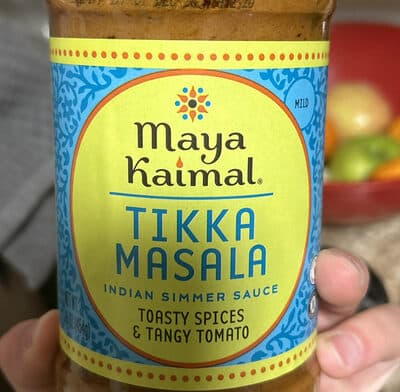 MILD
Maya
Kaimal®
TIKKA
MASALA
INDIAN SIMMER SAUCE
TOASTY SPICES
& TANGY TOMATO